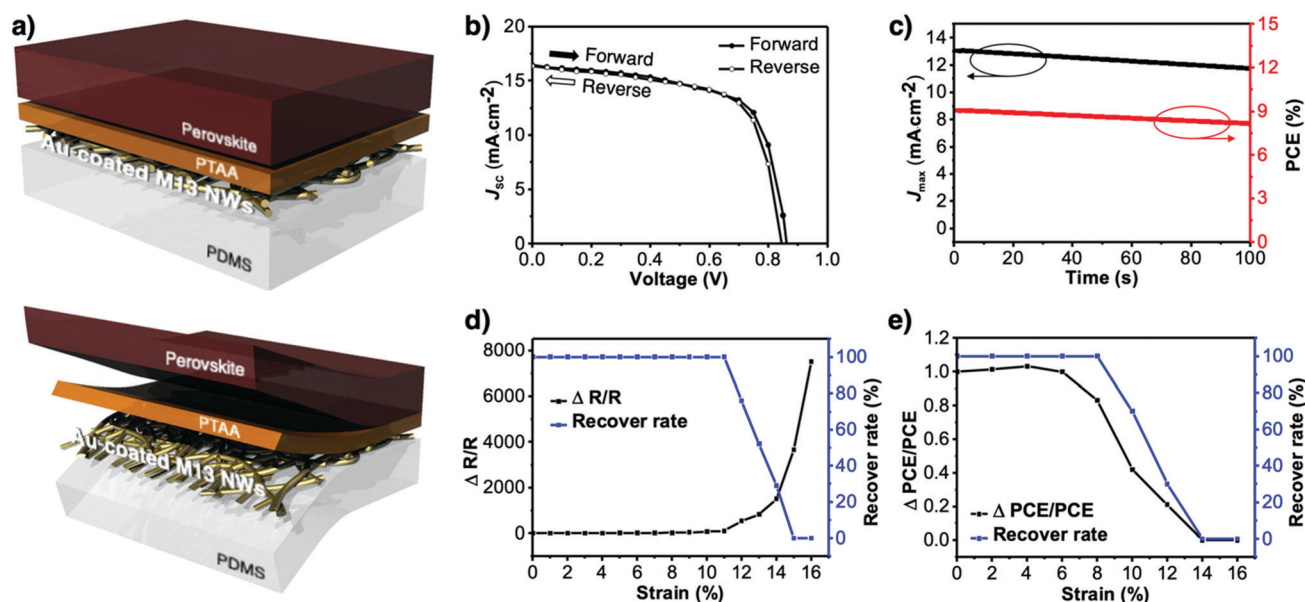 a)
Perovskite
PTAA
Au-coated M13 NWs
PDMS
Perovskite
PTAA
Au-coated M13 NWs
PDMS
b)
20
15
10
5
0
J_sc (mA·cm-2)
0.0 0.2 0.4 0.6 0.8 1.0
Voltage (V)
Forward
Reverse
Forward
Reverse
c)
14
12
10
8
6
4
2
0
J_max (mA·cm-2)
0 20 40 60 80 100
Time (s)
15
12
9
6
3
0
PCE (%)
d)
8000
6000
4000
2000
0
Δ R/R
Δ R/R
Recover rate
0 2 4 6 8 10 12 14 16
Strain (%)
100
80
60
40
20
0
Recover rate (%)
e)
1.2
1.0
0.8
0.6
0.4
0.2
0.0
Δ PCE/PCE
Δ PCE/PCE
Recover rate
0 2 4 6 8 10 12 14 16
Strain (%)
100
80
60
40
20
0
Recover rate (%)